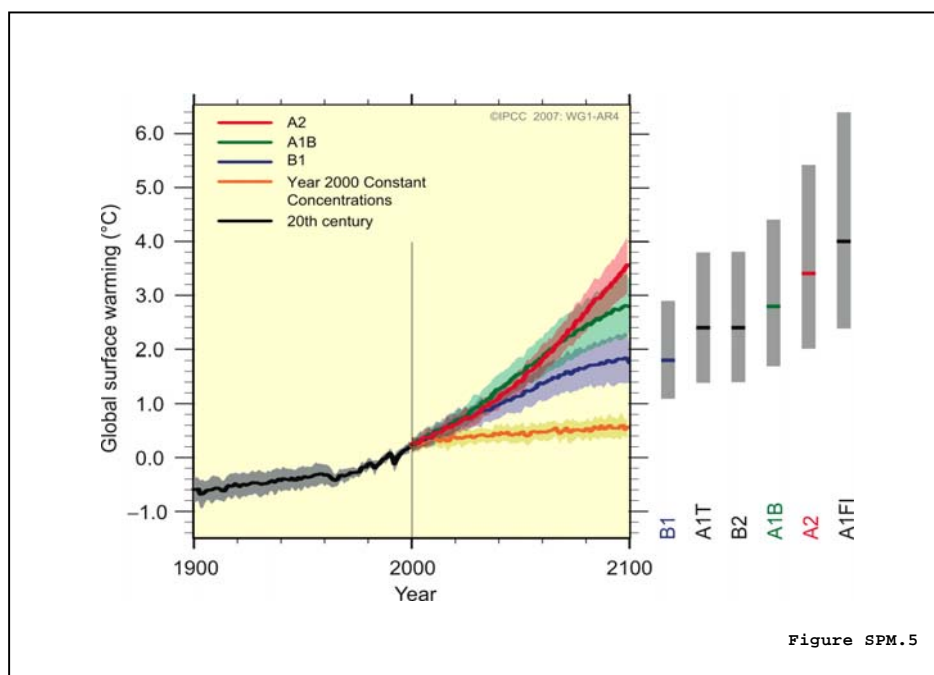 ©IPCC 2007: WG1-AR4
A2
A1B
B1
Year 2000 Constant
Concentrations
20th century
Global surface warming (°C)
6.0
5.0
4.0
3.0
2.0
1.0
0.0
–1.0
1900
2000
2100
Year
B1
A1T
B2
A1B
A2
A1FI
Figure SPM.5